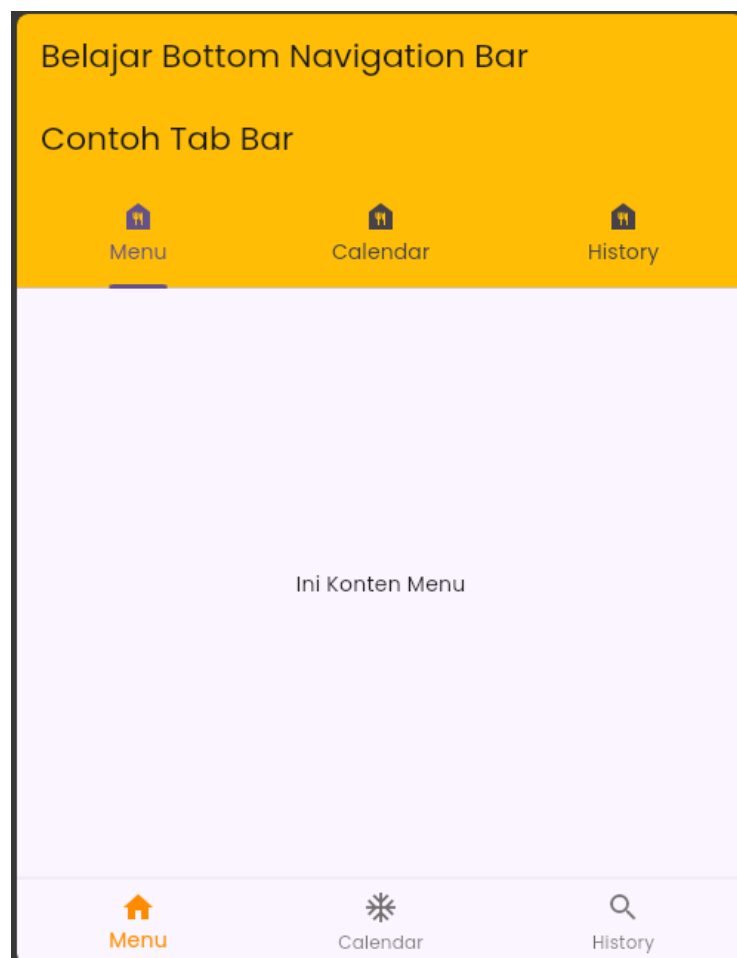 Belajar Bottom Navigation Bar
Contoh Tab Bar
Menu Calendar History
Ini Konten Menu
Menu Calendar History